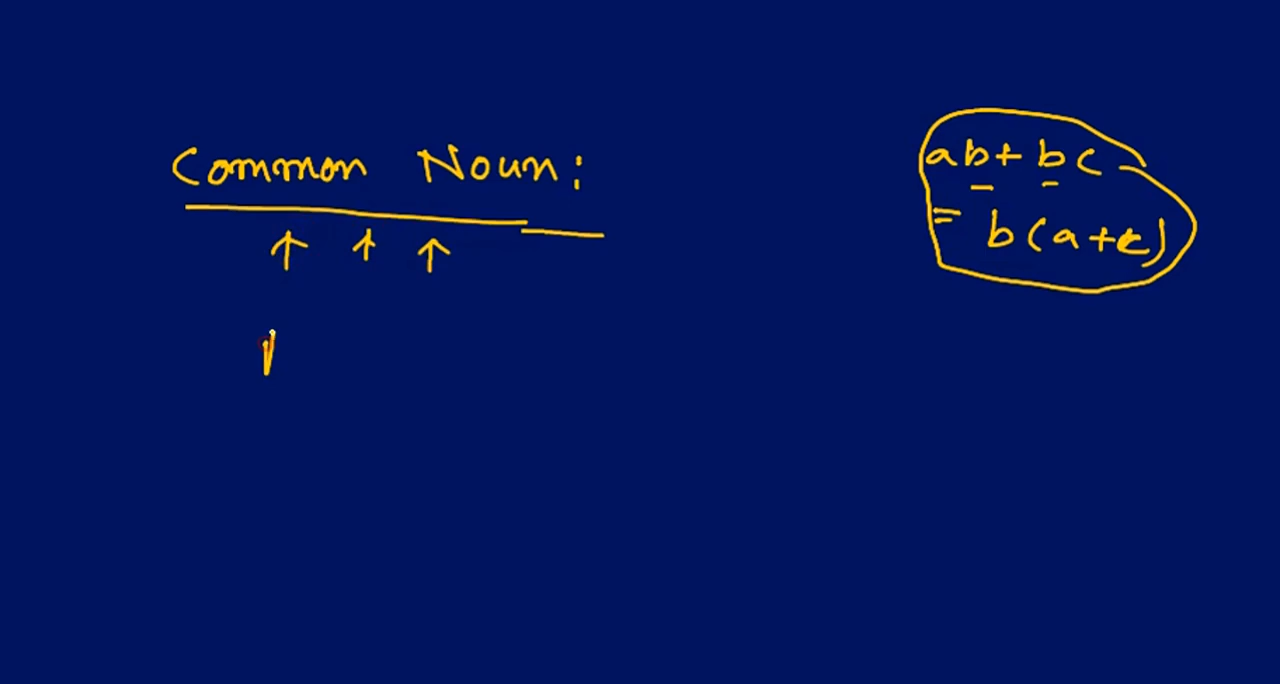 Common Noun:
ab+ bc
= b(a+c)